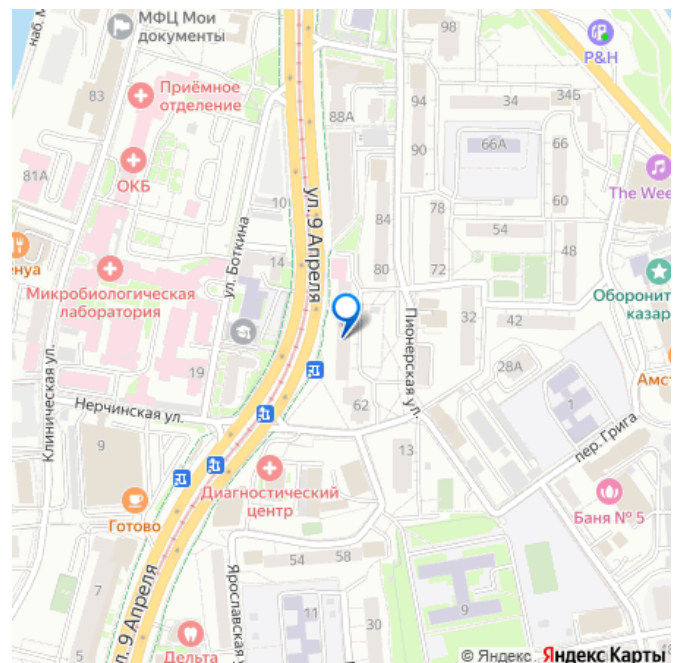 МФЦ Мои
документы
98
P&H
наб. М
83
Приёмное
отделение
88А
94
34
34Б
ОКБ
90
66А
66
81А
ул. 9 Апреля
ул. Боткина
10
The Wee
84
78
60
54
48
енуа
14
80
72
Микробиологическая
лаборатория
Оборонит
казар
Пионерская ул.
32
42
19
28А
Амст
Клиническая ул.
Нерчинская ул.
62
1
пер. Грига
9
13
Диагностический
центр
Готово
Баня № 5
ул. 9 Апреля
54
58
Ярославская у
7
11
9
30
5
Дельта
© Яндекс Яндекс Карты